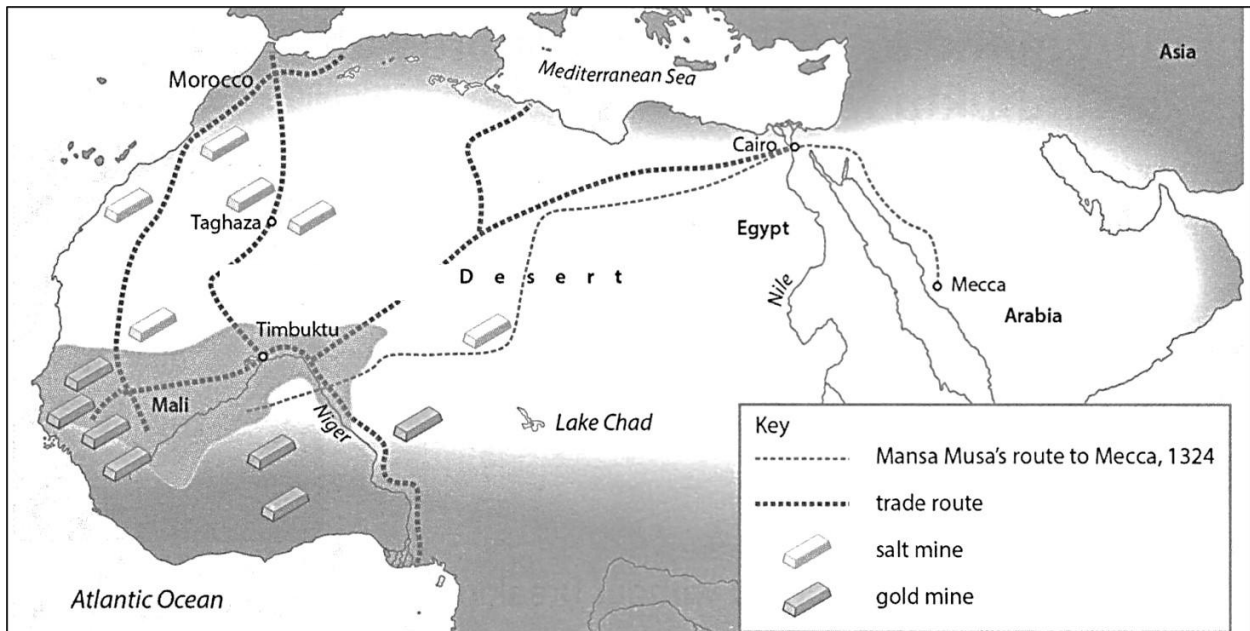 Asia
Mediterranean Sea
Morocco
Cairo
Taghaza
Egypt
Desert
Nile
Mecca
Arabia
Timbuktu
Mali
Niger
Lake Chad
Atlantic Ocean
Key
Mansa Musa's route to Mecca, 1324
trade route
salt mine
gold mine